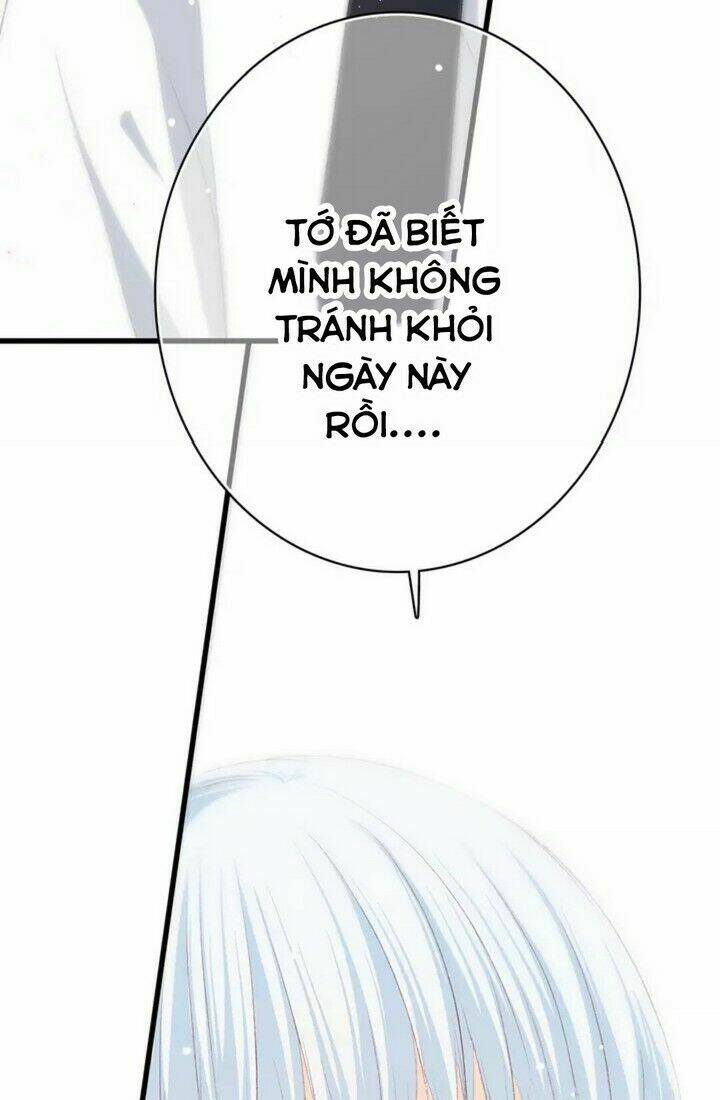 TỚ ĐÃ BIẾT
MÌNH KHÔNG
TRÁNH KHỎI
NGÀY NÀY
RỒI....